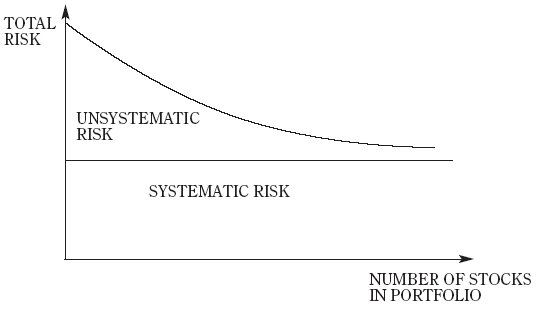 TOTAL
RISK
UNSYSTEMATIC
RISK
SYSTEMATIC RISK
NUMBER OF STOCKS
IN PORTFOLIO